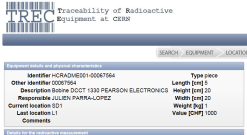 TREC Traceability of Radioactive
Equipment at CERN
SEARCH EQUIPMENT LOCATIO
Equipment details and physical characteristics
Identifier HCRADME001-00067564 Type piece
Other identifier 00067564 Length [cm] 5
Description Bobine DCCT 1330 PEARSON ELECTRONICS Height [cm] 20
Responsible JULIEN PARRA-LOPEZ Width [cm] 20
Current location SD1 Weight [kg] 1
Last location L1 Value [CHF] 1000
Comments
Details for the radioactive measurement